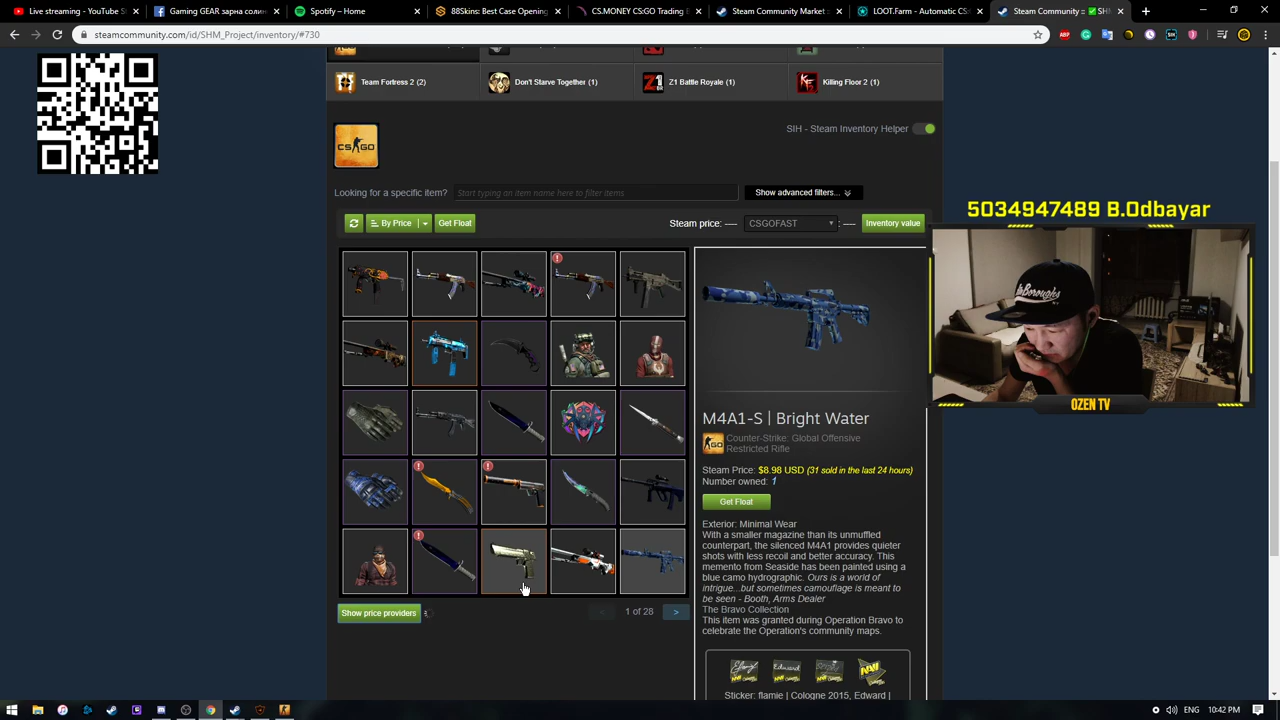 Live streaming - You
Facebook Gaming GEAR зарна сонин
Spotify - Home
88Skins: Best Case Opening
CS.MONEY CS:GO Trading B
Steam Community Market
LOOT.Farm - Automatic CS
Steam Community :: SHM
steamcommunity.com/id/SHM_Project/inventory/#730
Team Fortress 2 (2)
Don't Starve Together (1)
Z1 Battle Royale (1)
Killing Floor 2 (1)
CS GO
SIH - Steam Inventory Helper
Looking for a specific item?
Start typing an item name here to filter items
Show advanced filters...
By Price
Get Float
Steam price: ----
CSGOFAST
: ----
Inventory value
5034947489 B.Odbayar
OZEN TV
M4A1-S | Bright Water
Counter-Strike: Global Offensive
Restricted Rifle
Steam Price: $8.98 USD (31 sold in the last 24 hours)
Number owned: 1
Get Float
Exterior: Minimal Wear
With a smaller magazine than its unmuffled
counterpart, the silenced M4A1 provides quieter
shots with less recoil and better accuracy. This
memento from Seaside has been painted using a
blue camo hydrographic. Ours is a world of
intrigue...but sometimes camouflage is meant to
be seen - Booth, Arms Dealer
The Bravo Collection
This item was granted during Operation Bravo to
celebrate the Operation's community maps.
Sticker: flamie | Cologne 2015, Edward |
Show price providers
< 1 of 28 >
ENG 10:42 PM